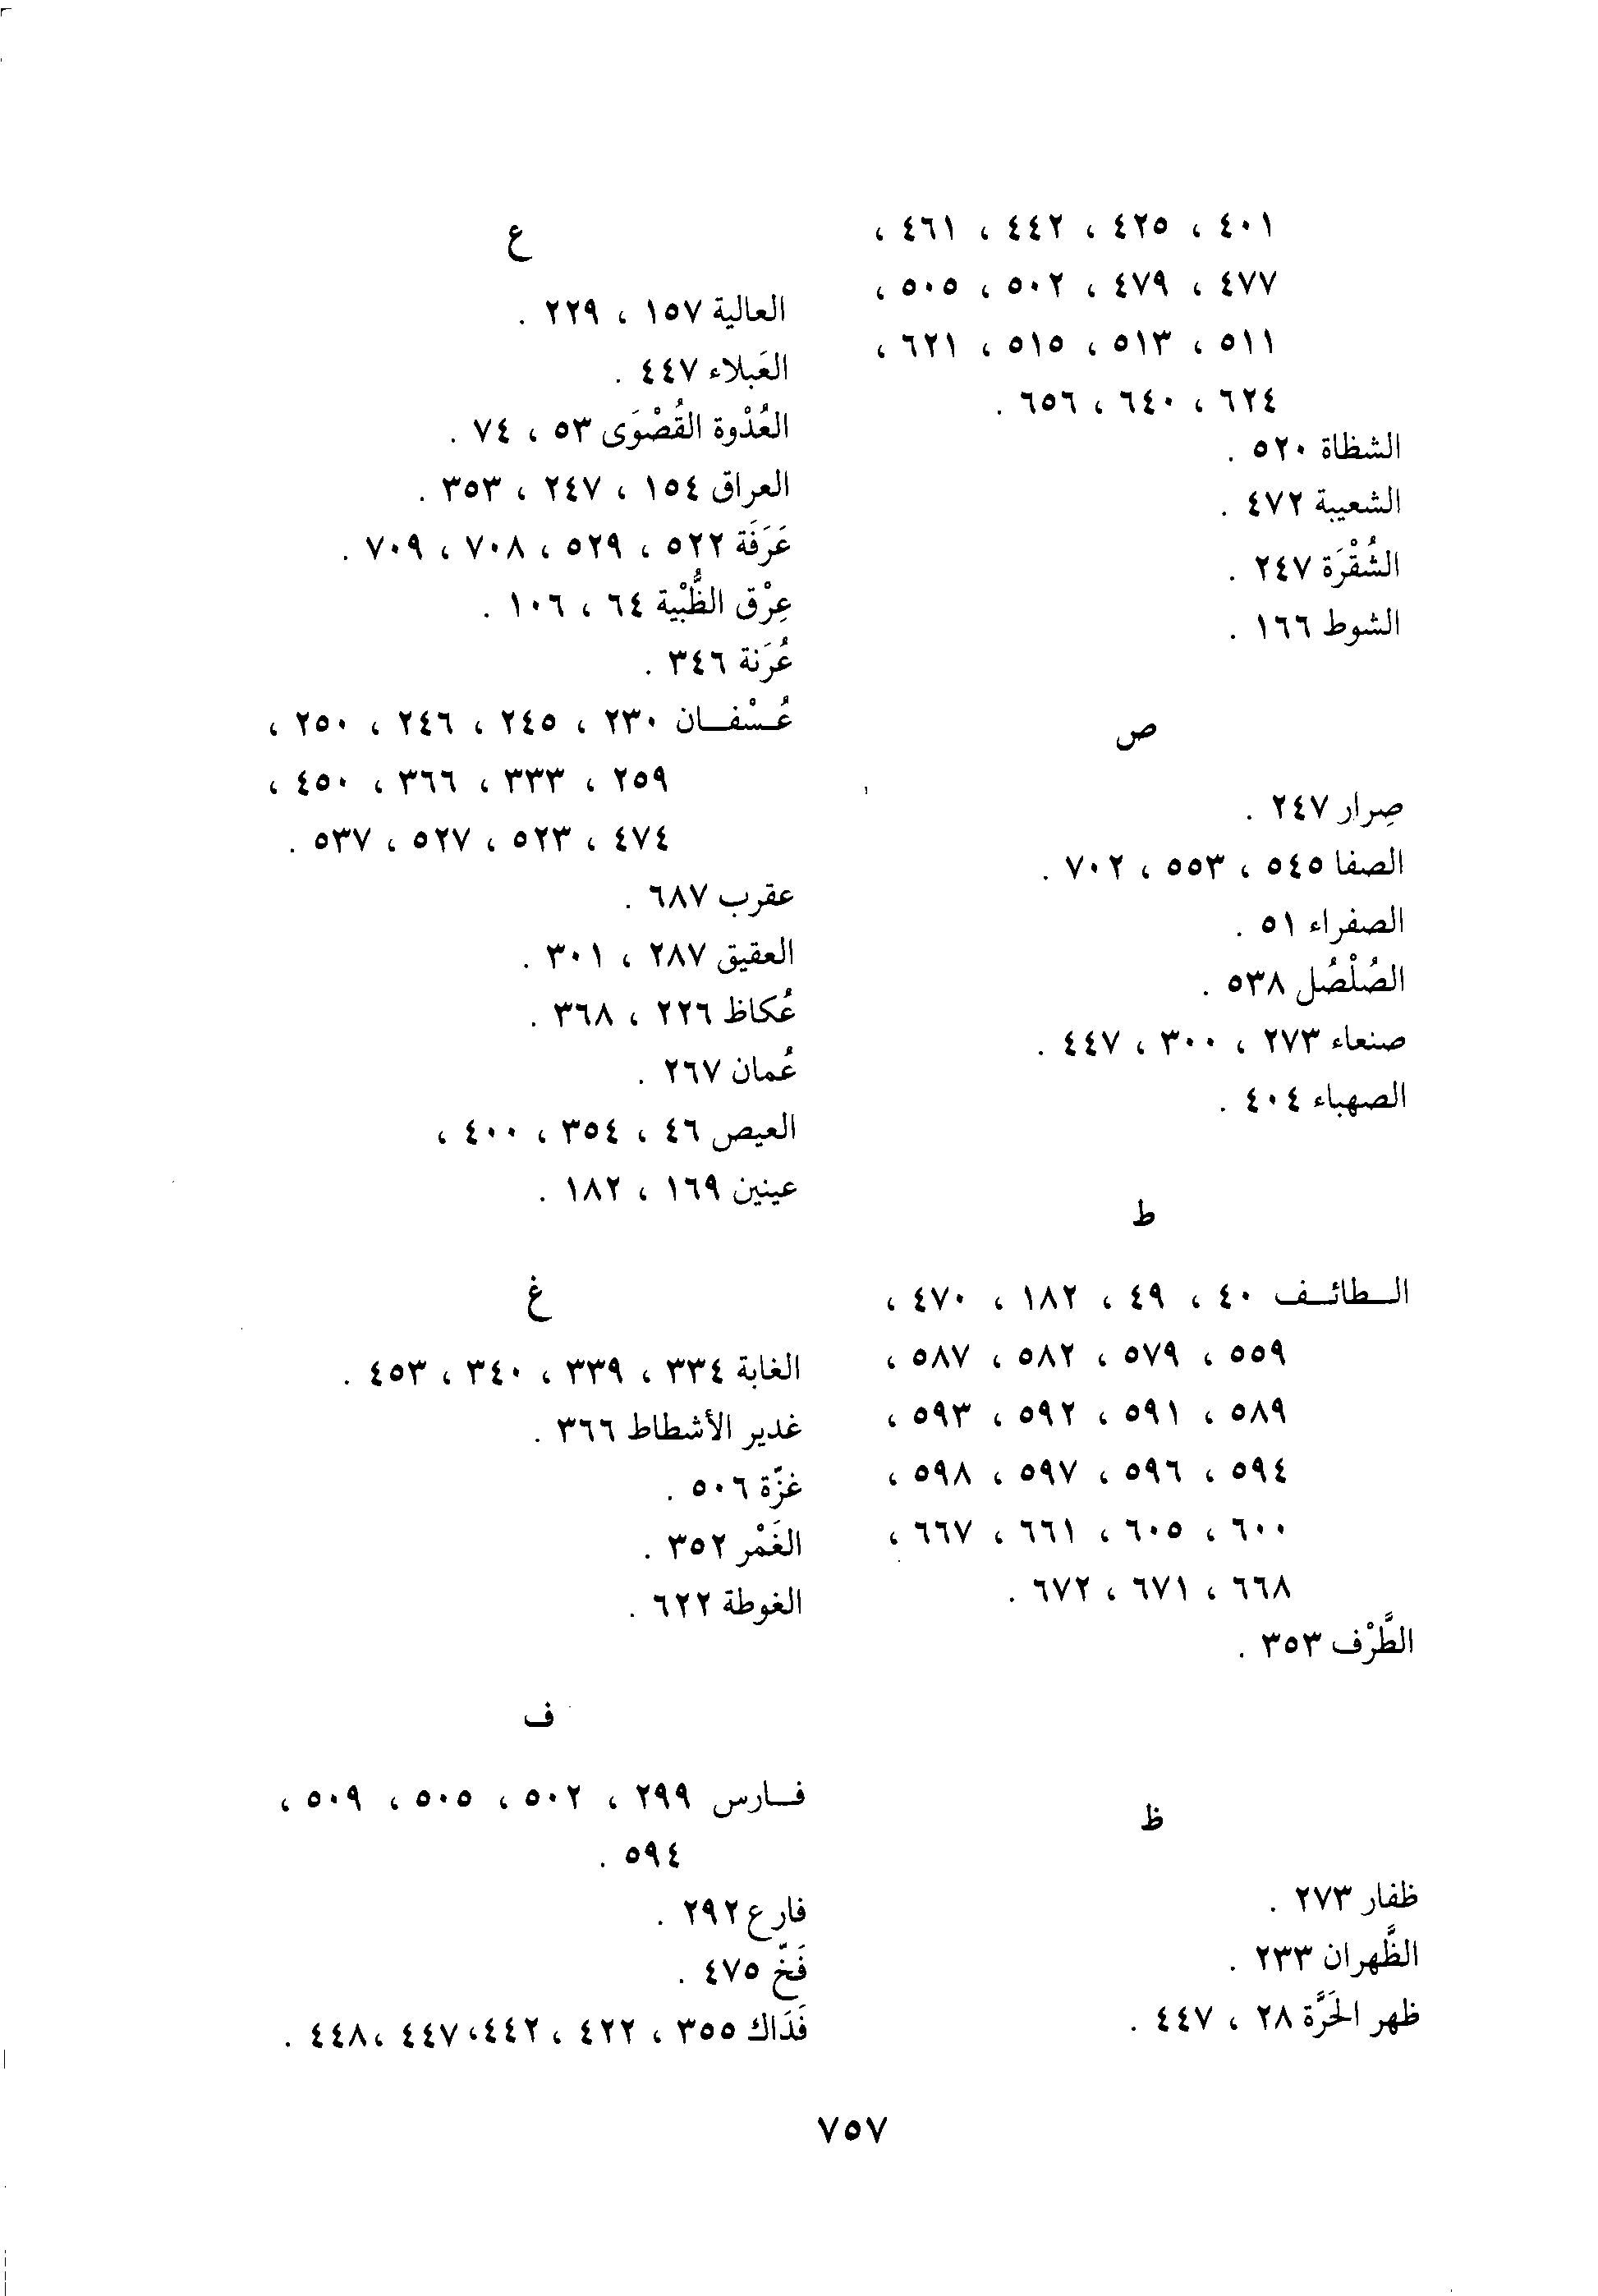 ٤٠١ ، ٤٢٥ ، ٤٤٢ ، ٤٦١ ،
٤٧٧ ، ٤٧٩ ، ٥٠٢ ، ٥٠٥ ،
٥١١ ، ٥١٣ ، ٥١٥ ، ٦٢١ ،
٦٢٤ ، ٦٤٠ ، ٦٥٦ .
الشظاة ٥٢٠ .
الشعيبة ٤٧٢ .
الشُقْرَة ٢٤٧ .
الشوط ١٦٦ .
ص
صِرار ٢٤٧ .
الصفا ٥٤٥ ، ٥٥٣ ، ٧٠٢ .
الصفراء ٥١ .
الصُلْصُل ٥٣٨ .
صنعاء ٢٧٣ ، ٣٠٠ ، ٤٤٧ .
الصهباء ٤٠٤ .
ط
الــطائــف ٤٠ ، ٤٩ ، ١٨٢ ، ٤٧٠ ،
٥٥٩ ، ٥٧٩ ، ٥٨٢ ، ٥٨٧ ،
٥٨٩ ، ٥٩١ ، ٥٩٢ ، ٥٩٣ ،
٥٩٤ ، ٥٩٦ ، ٥٩٧ ، ٥٩٨ ،
٦٠٠ ، ٦٠٥ ، ٦٦١ ، ٦٦٧ ،
٦٦٨ ، ٦٧١ ، ٦٧٢ .
الطَّرْف ٣٥٣ .
ظ
ظفار ٢٧٣ .
الظَّهران ٢٣٣ .
ظهر الحَرَّة ٢٨ ، ٤٤٧ .
ع
العالية ١٥٧ ، ٢٢٩ .
العَبلاء ٤٤٧ .
العُدْوة القُصْوَى ٥٣ ، ٧٤ .
العراق ١٥٤ ، ٢٤٧ ، ٣٥٣ .
عَرَفَة ٥٢٢ ، ٥٢٩ ، ٧٠٨ ، ٧٠٩ .
عِرْق الظُّبْية ٦٤ ، ١٠٦ .
عُرَنة ٣٤٦ .
عُـسْفــان ٢٣٠ ، ٢٤٥ ، ٢٤٦ ، ٢٥٠ ،
٢٥٩ ، ٣٣٣ ، ٣٦٦ ، ٤٥٠ ،
٤٧٤ ، ٥٢٣ ، ٥٢٧ ، ٥٣٧ .
عقرب ٦٨٧ .
العقيق ٢٨٧ ، ٣٠١ .
عُكاظ ٢٢٦ ، ٣٦٨ .
عُمان ٢٦٧ .
العيص ٤٦ ، ٣٥٤ ، ٤٠٠ ،
عينين ١٦٩ ، ١٨٢ .
غ
الغابة ٣٣٤ ، ٣٣٩ ، ٣٤٠ ، ٤٥٣ .
غدير الأشطاط ٣٦٦ .
غزّة ٥٠٦ .
الغَمْر ٣٥٢ .
الغوطة ٦٢٢ .
ف
فــارس ٢٩٩ ، ٥٠٢ ، ٥٠٥ ، ٥٠٩ ،
٥٩٤ .
فارع ٢٩٢ .
فَخّ ٤٧٥ .
فَدَاك ٣٥٥ ، ٤٢٢ ، ٤٤٢ ، ٤٤٧ ، ٤٤٨ .
٧٥٧